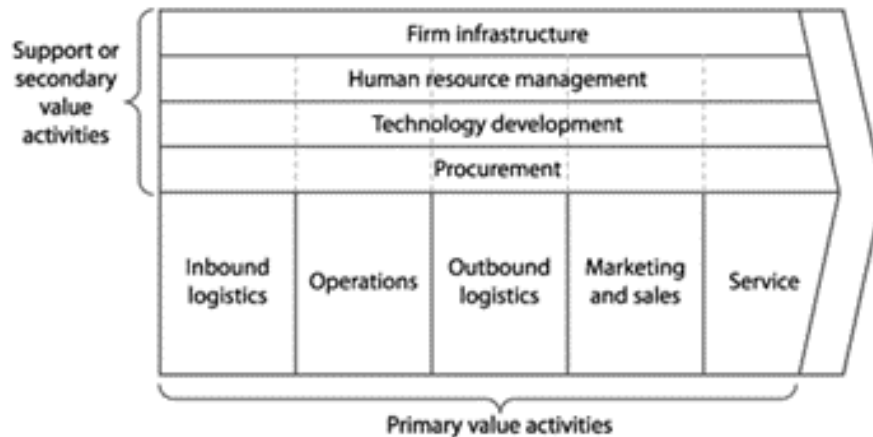 Support or
secondary
value
activities
Firm infrastructure
Human resource management
Technology development
Procurement
Inbound
logistics
Operations
Outbound
logistics
Marketing
and sales
Service
Primary value activities